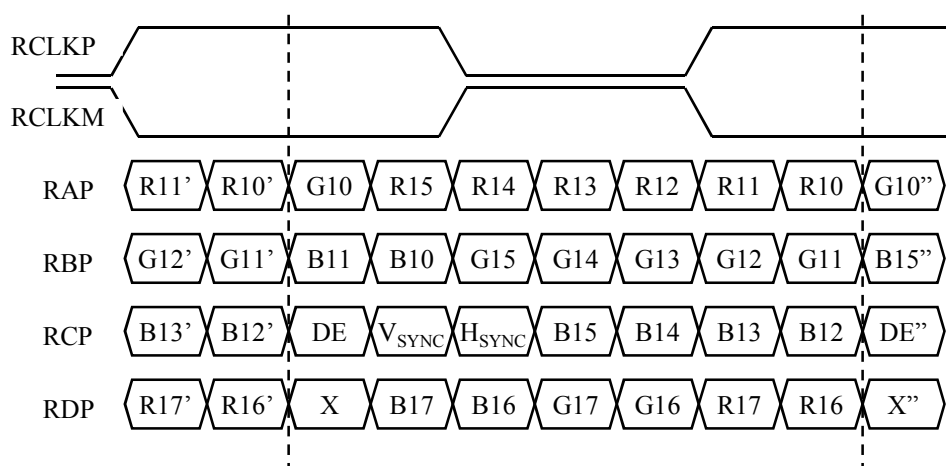 RCLKP
RCLKM
RAP R11’ R10’ G10 R15 R14 R13 R12 R11 R10 G10”
RBP G12’ G11’ B11 B10 G15 G14 G13 G12 G11 B15”
RCP B13’ B12’ DE VSYNC HSYNC B15 B14 B13 B12 DE”
RDP R17’ R16’ X B17 B16 G17 G16 R17 R16 X”